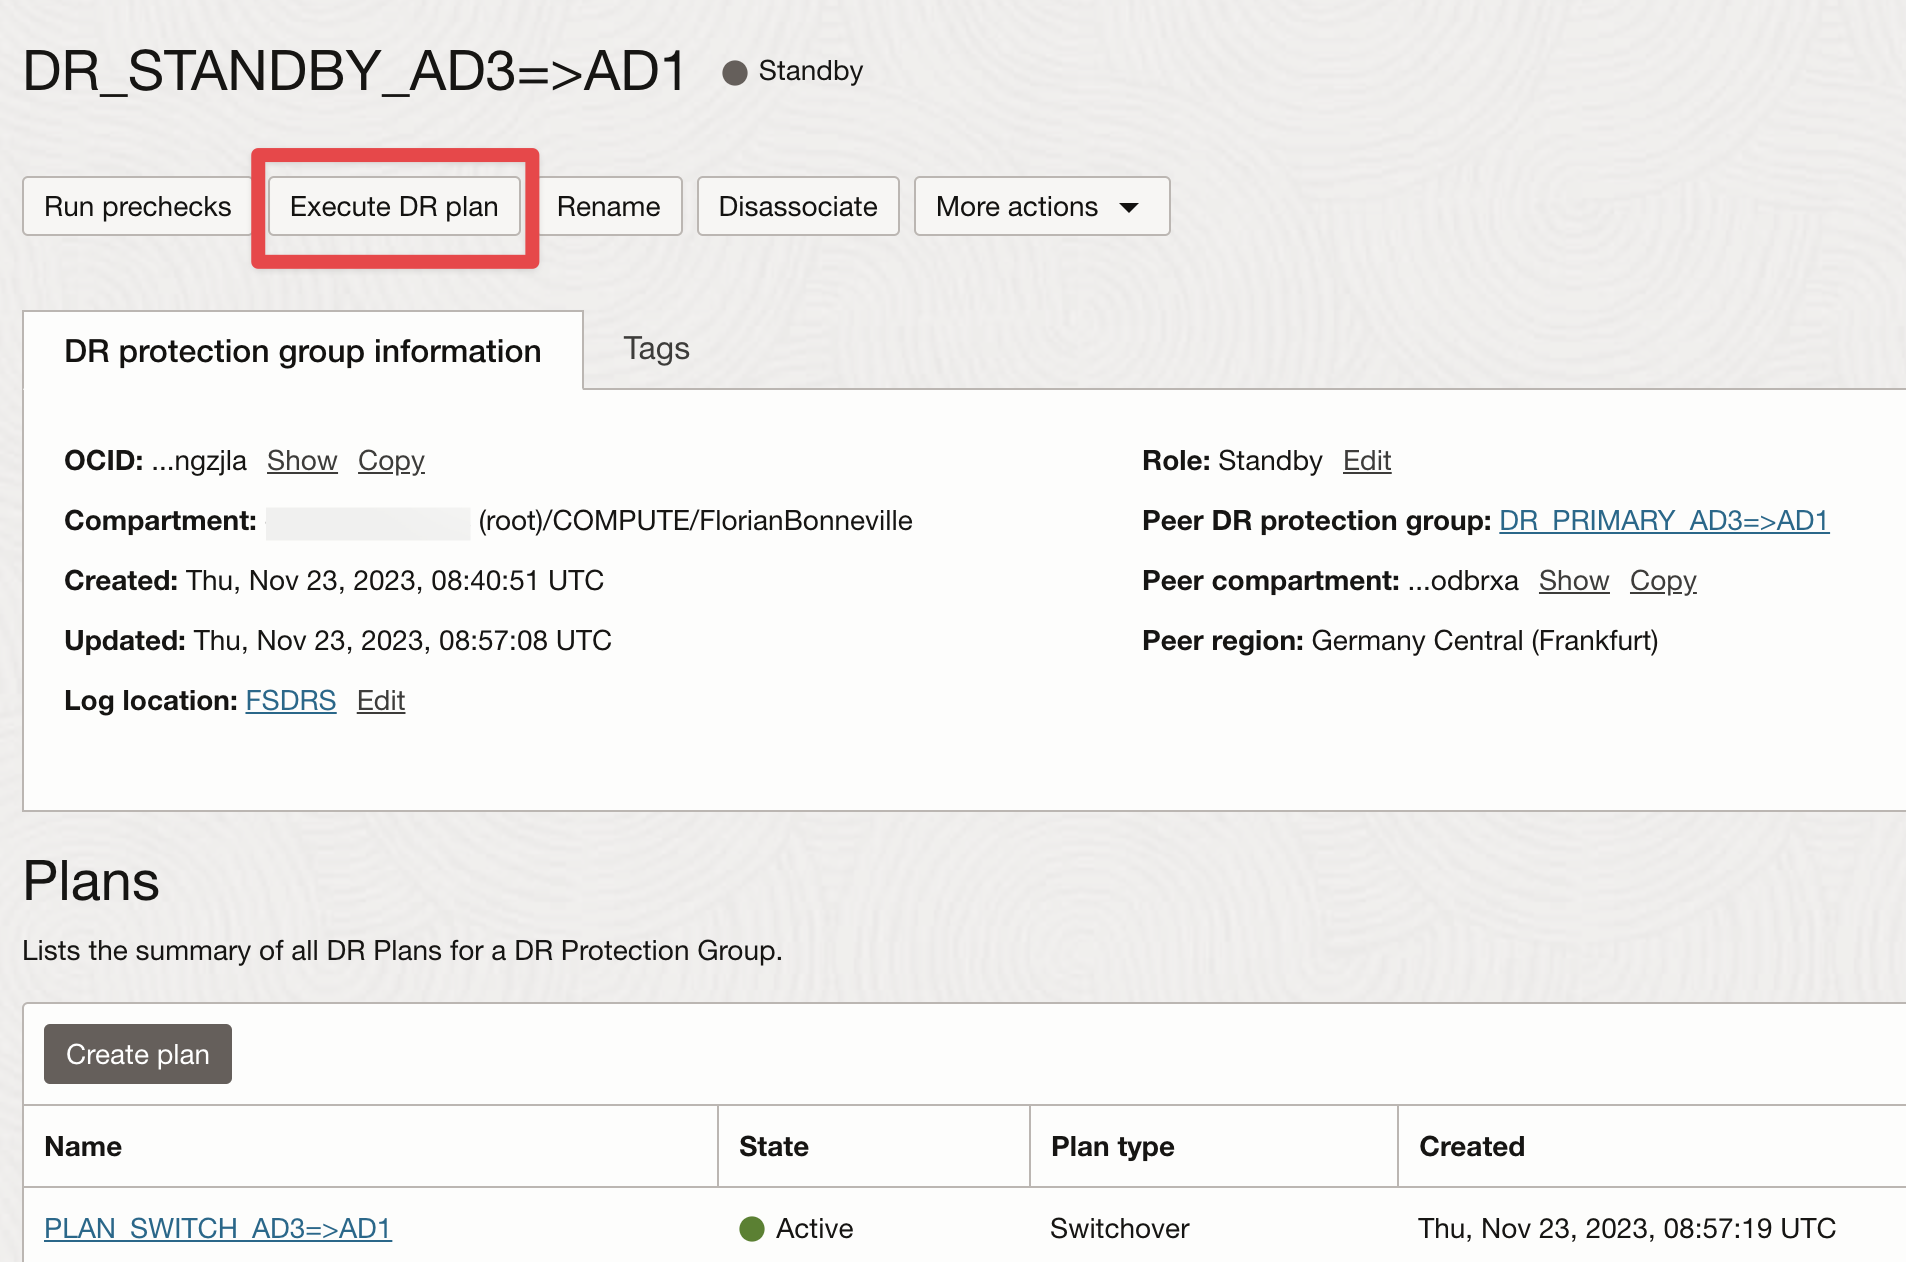 DR_STANDBY_AD3=>AD1 Standby
Run prechecks Execute DR plan Rename Disassociate More actions
DR protection group information Tags
OCID: ...ngzjla Show Copy Role: Standby Edit
Compartment: (root)/COMPUTE/FlorianBonneville Peer DR protection group: DR_PRIMARY_AD3=>AD1
Created: Thu, Nov 23, 2023, 08:40:51 UTC Peer compartment: ...odbrxa Show Copy
Updated: Thu, Nov 23, 2023, 08:57:08 UTC Peer region: Germany Central (Frankfurt)
Log location: FSDRS Edit
Plans
Lists the summary of all DR Plans for a DR Protection Group.
Create plan
Name State Plan type Created
PLAN_SWITCH_AD3=>AD1 Active Switchover Thu, Nov 23, 2023, 08:57:19 UTC